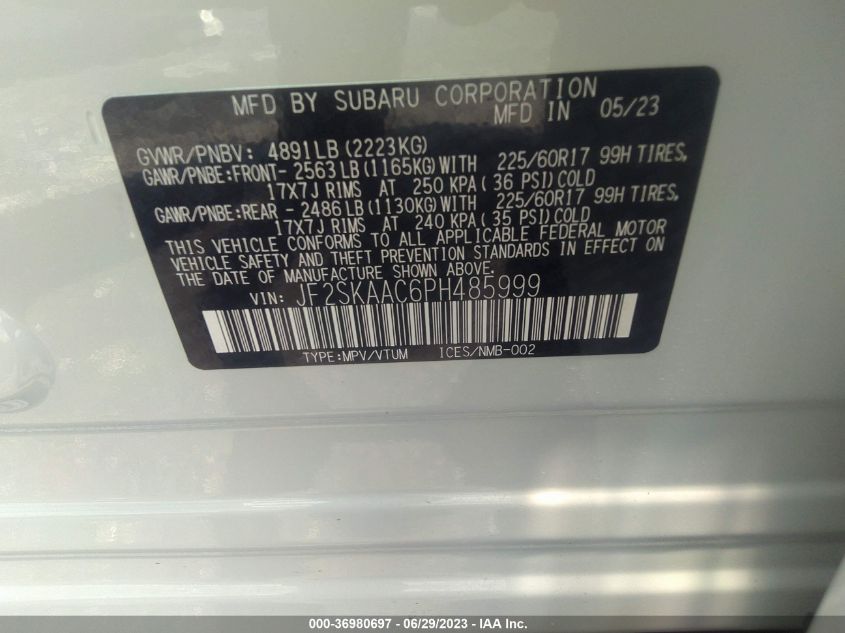 MFD BY SUBARU CORPORATION
MFD IN 05/23
GVWR/PNBV: 4891LB(2223KG)
GAWR/PNBE:FRONT- 2563LB(1165KG)WITH 225/60R17 99H TIRES,
17X7J RIMS AT 250 KPA( 36 PSI)COLD
GAWR/PNBE:REAR - 2486LB(1130KG)WITH 225/60R17 99H TIRES,
17X7J RIMS AT 240 KPA( 35 PSI)COLD
THIS VEHICLE CONFORMS TO ALL APPLICABLE FEDERAL MOTOR
VEHICLE SAFETY AND THEFT PREVENTION STANDARDS IN EFFECT ON
THE DATE OF MANUFACTURE SHOWN ABOVE.
VIN: JF2SKAAC6PH485999
TYPE:MPV/VTUM ICES/NMB-002
000-36980697 - 06/29/2023 - IAA Inc.